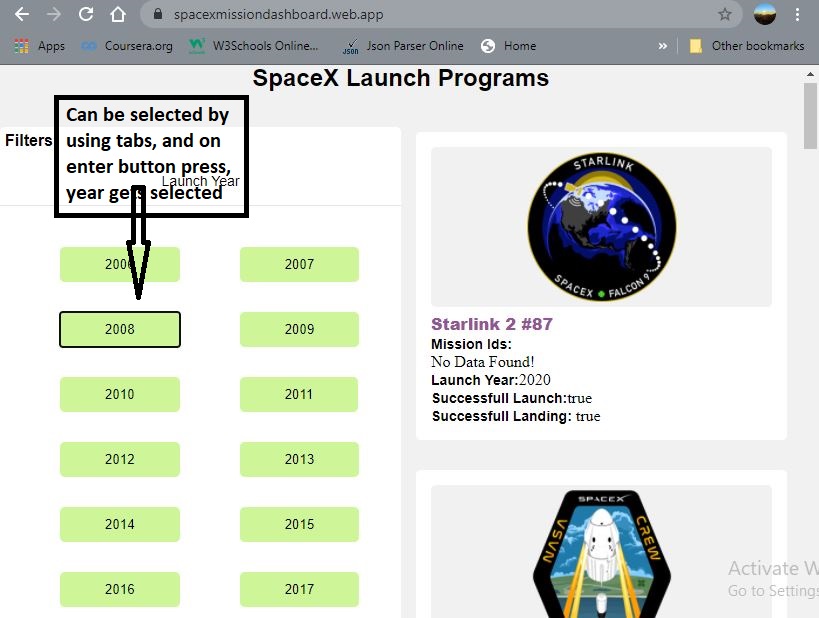 spacexmissiondashboard.web.app
Apps
Coursera.org
W3Schools Online...
JSON
Json Parser Online
Home
»
Other bookmarks
SpaceX Launch Programs
Filters
Can be selected by
using tabs, and on
enter button press,
year gets selected
Launch Year
2006
2007
2008
2009
2010
2011
2012
2013
2014
2015
2016
2017
STARLINK
SPACEX FALCON 9
Starlink 2 #87
Mission Ids:
No Data Found!
Launch Year:2020
Successfull Launch:true
Successfull Landing: true
SPACEX
NASA
CREW
Activate W
Go to Settings